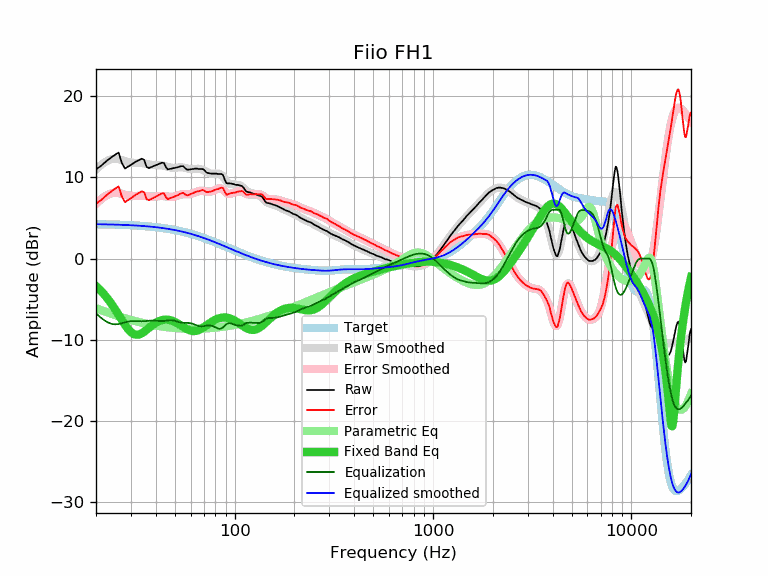 Fiio FH1
20
10
0
−10
−20
−30
Amplitude (dBr)
Target
Raw Smoothed
Error Smoothed
Raw
Error
Parametric Eq
Fixed Band Eq
Equalization
Equalized smoothed
100
1000
10000
Frequency (Hz)